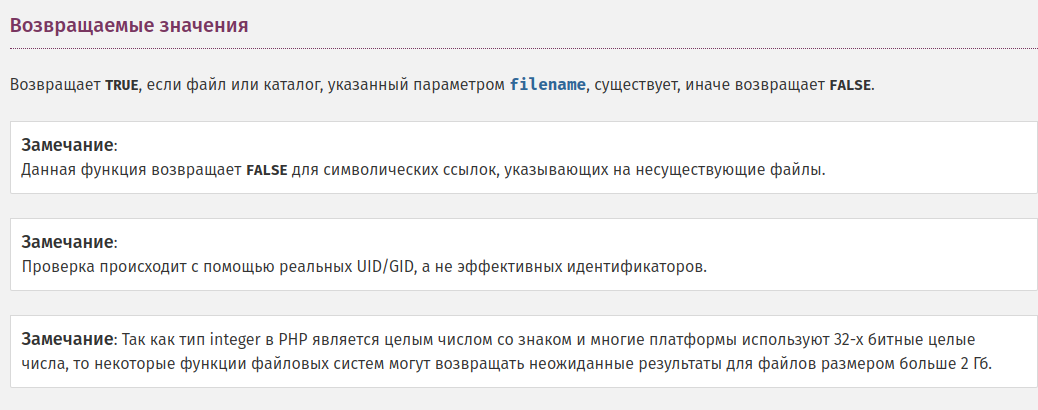 Возвращаемые значения
Возвращает TRUE, если файл или каталог, указанный параметром filename, существует, иначе возвращает FALSE.
Замечание:
Данная функция возвращает FALSE для символических ссылок, указывающих на несуществующие файлы.
Замечание:
Проверка происходит с помощью реальных UID/GID, а не эффективных идентификаторов.
Замечание: Так как тип integer в PHP является целым числом со знаком и многие платформы используют 32-х битные целые
числа, то некоторые функции файловых систем могут возвращать неожиданные результаты для файлов размером больше 2 Гб.